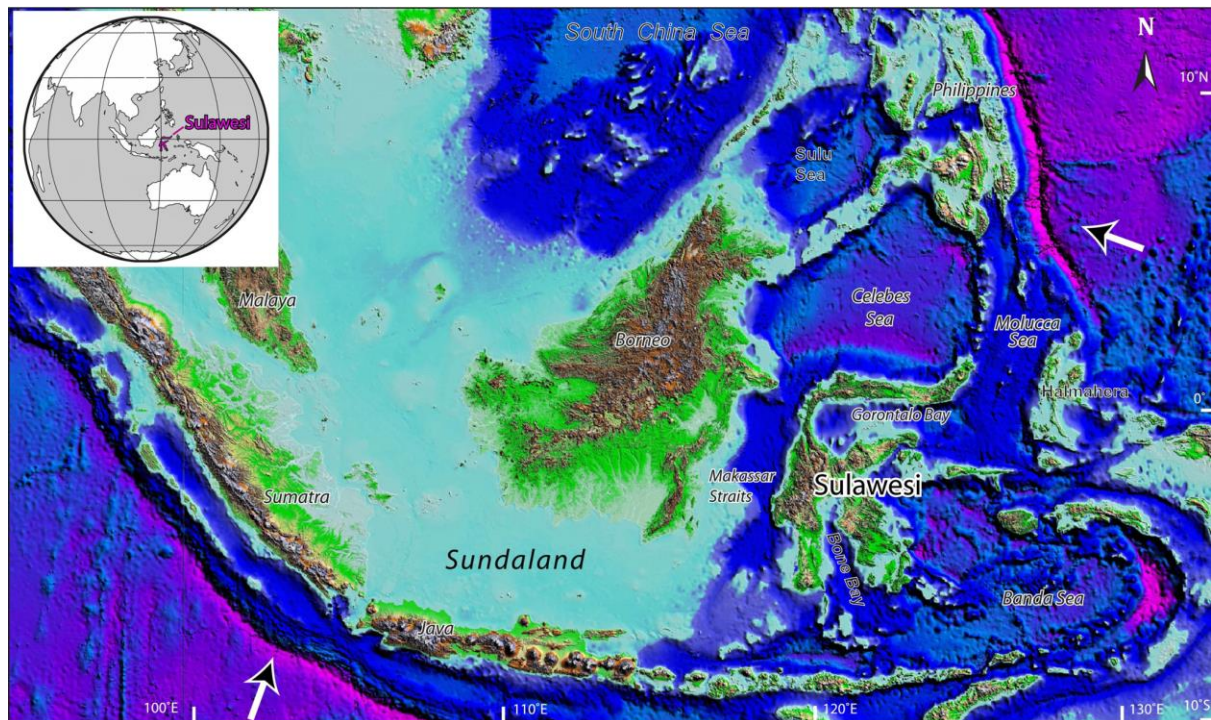 Sulawesi
South China Sea
N
10°N
Philippines
Sulu
Sea
Malaya
Borneo
Celebes
Sea
Molucca
Sea
Halmahera
0°
Gorontalo Bay
Makassar
Straits
Sulawesi
Sumatra
Sundaland
Bone Bay
Banda Sea
Java
100°E
110°E
120°E
130°E
10°S